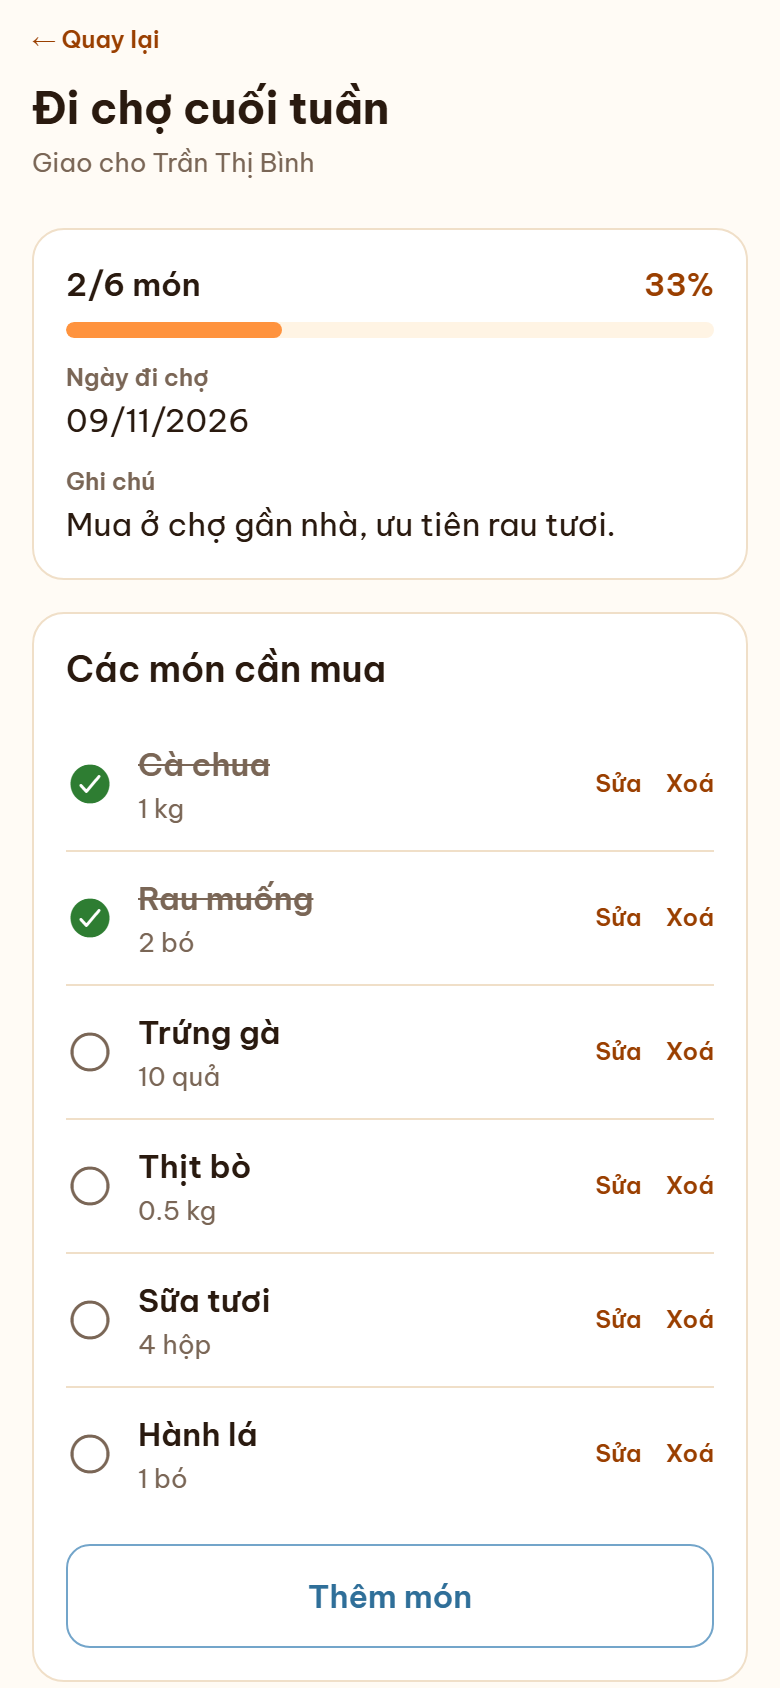 ← Quay lại
Đi chợ cuối tuần
Giao cho Trần Thị Bình
2/6 món 33%
Ngày đi chợ
09/11/2026
Ghi chú
Mua ở chợ gần nhà, ưu tiên rau tươi.
Các món cần mua
Cà chua
1 kg
Sửa Xoá
Rau muống
2 bó
Sửa Xoá
Trứng gà
10 quả
Sửa Xoá
Thịt bò
0.5 kg
Sửa Xoá
Sữa tươi
4 hộp
Sửa Xoá
Hành lá
1 bó
Sửa Xoá
Thêm món